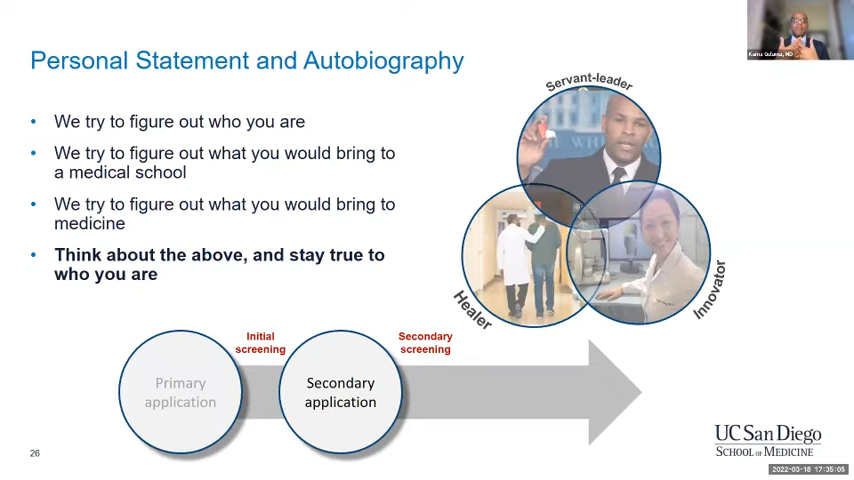 Personal Statement and Autobiography
• We try to figure out who you are
• We try to figure out what you would bring to
a medical school
• We try to figure out what you would bring to
medicine
• Think about the above, and stay true to
who you are
Servant-leader
Healer
Innovator
Initial
screening
Secondary
screening
Primary
application
Secondary
application
26
UC San Diego
SCHOOL OF MEDICINE
2022-03-18 17:35:05